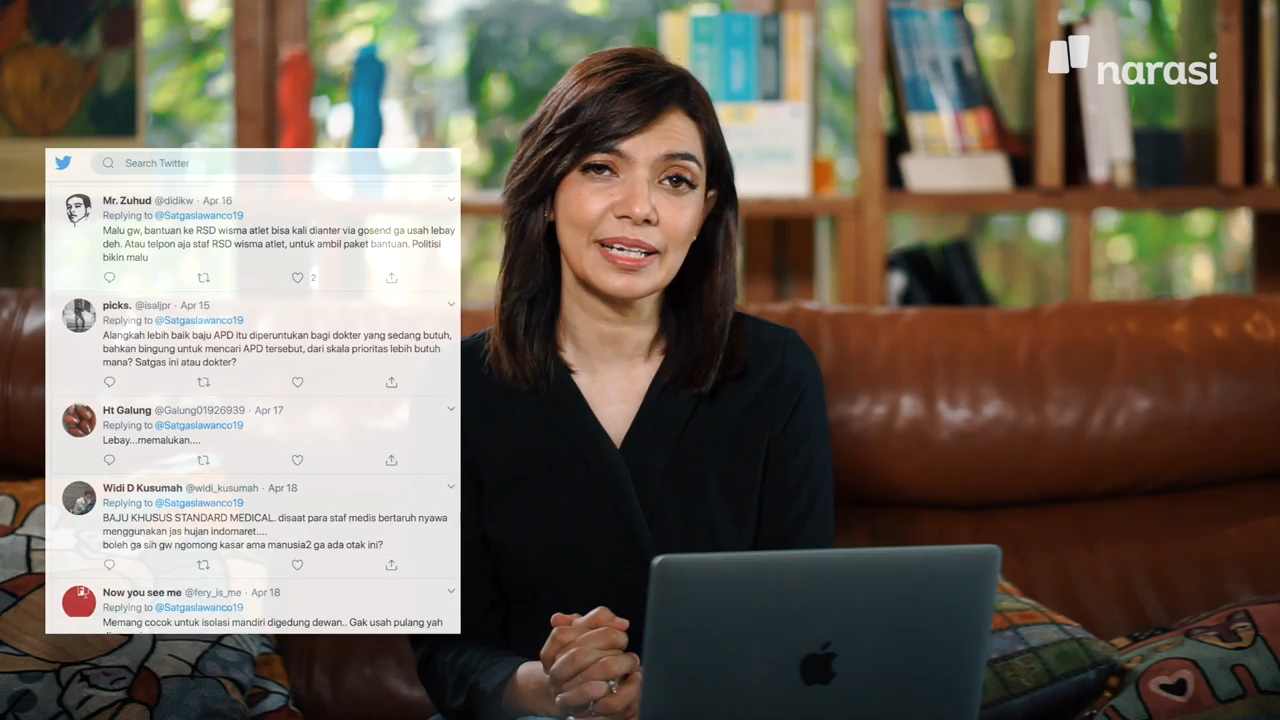 narasi
Search Twitter
Mr. Zuhud @didikw · Apr 16
Replying to @Satgaslawanco19
Malu gw, bantuan ke RSD wisma atlet bisa kali dianter via gosend ga usah lebay
deh. Atau telpon aja staf RSD wisma atlet, untuk ambil paket bantuan. Politisi
bikin malu
2
picks. @isaljpr · Apr 15
Replying to @Satgaslawanco19
Alangkah lebih baik baju APD itu diperuntukan bagi dokter yang sedang butuh,
bahkan bingung untuk mencari APD tersebut, dari skala prioritas lebih butuh
mana? Satgas ini atau dokter?
Ht Galung @Galung01926939 · Apr 17
Replying to @Satgaslawanco19
Lebay...memalukan....
Widi D Kusumah @widi_kusumah · Apr 18
Replying to @Satgaslawanco19
BAJU KHUSUS STANDARD MEDICAL. disaat para staf medis bertaruh nyawa
menggunakan jas hujan indomaret....
boleh ga sih gw ngomong kasar ama manusia2 ga ada otak ini?
Now you see me @fery_is_me · Apr 18
Replying to @Satgaslawanco19
Memang cocok untuk isolasi mandiri digedung dewan.. Gak usah pulang yah